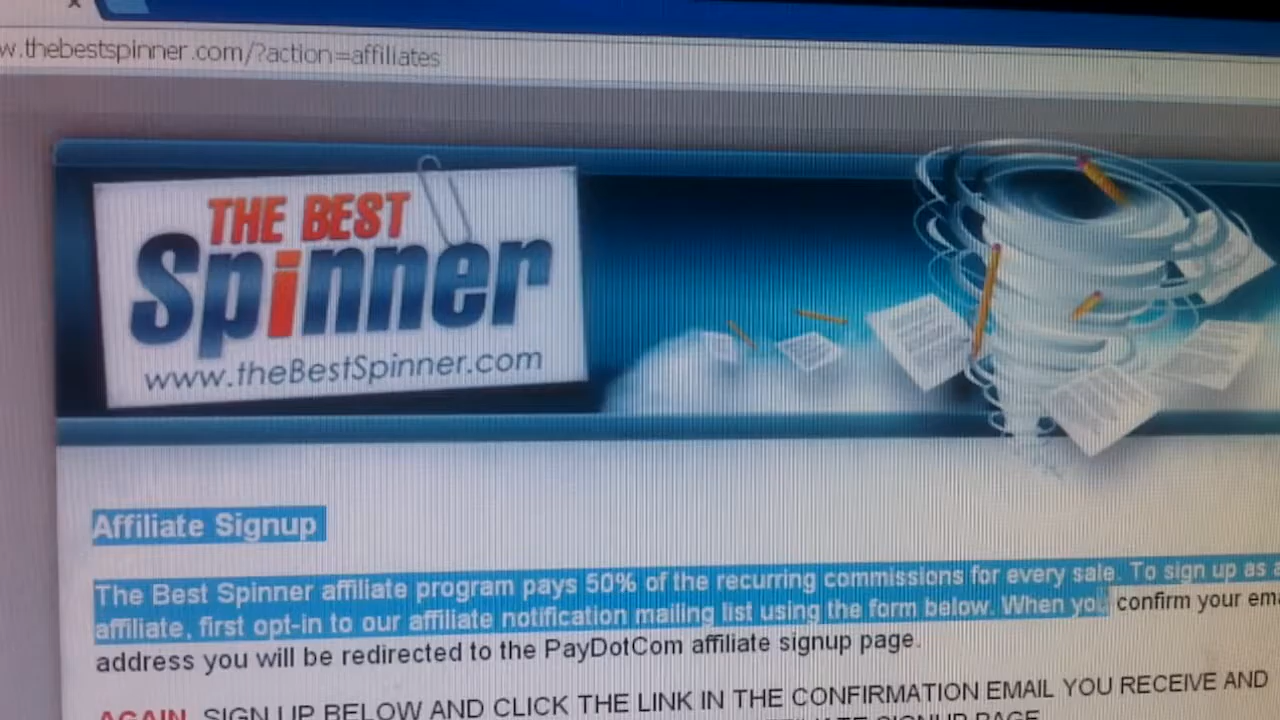 w.thebestspinner.com/?action=affiliates
THE BEST
Spinner
www.theBestSpinner.com
Affiliate Signup
The Best Spinner affiliate program pays 50% of the recurring commissions for every sale. To sign up as a
affiliate, first opt-in to our affiliate notification mailing list using the form below. When you confirm your ema
address you will be redirected to the PayDotCom affiliate signup page.
AGAIN, SIGN UP BELOW AND CLICK THE LINK IN THE CONFIRMATION EMAIL YOU RECEIVE AND
SIGNUP PAGE